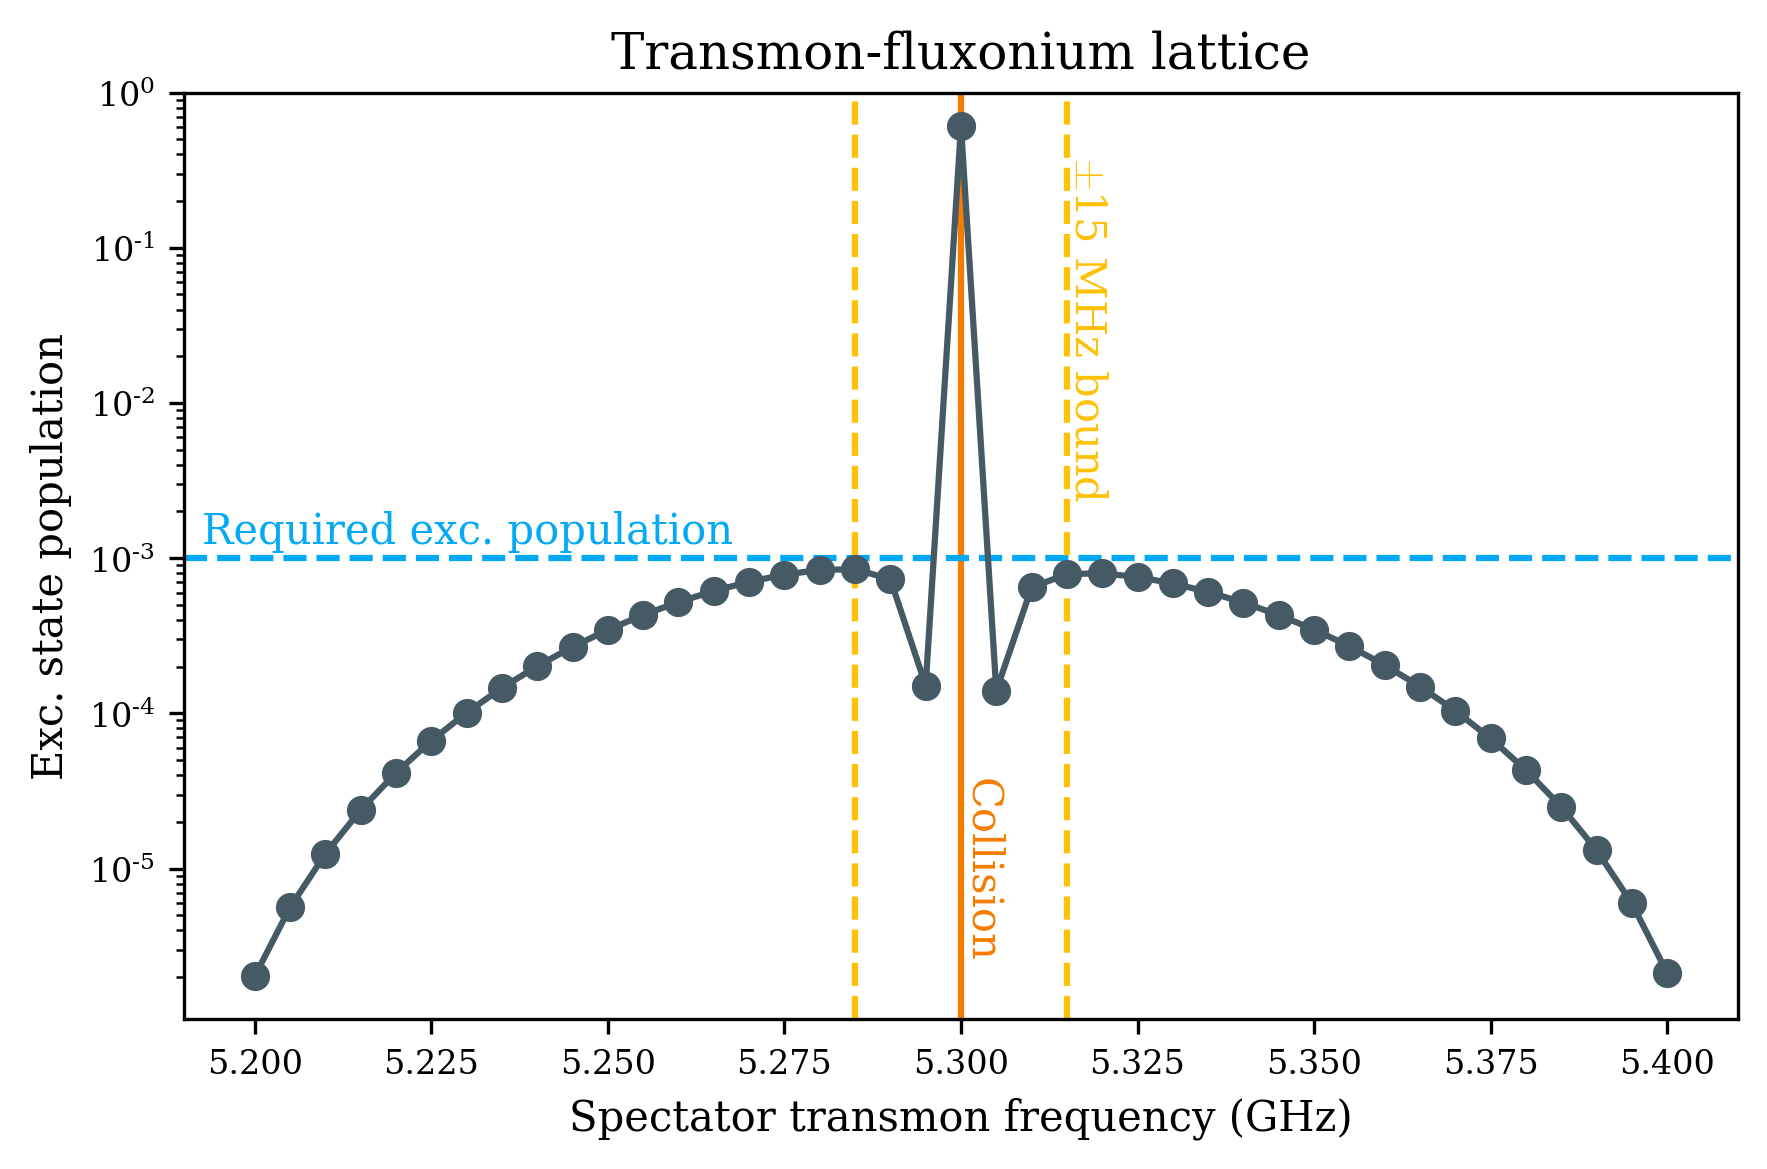 Transmon-fluxonium lattice
10⁰
10⁻¹
10⁻²
10⁻³
10⁻⁴
10⁻⁵
Exc. state population
Required exc. population
±15 MHz bound
Collision
5.200 5.225 5.250 5.275 5.300 5.325 5.350 5.375 5.400
Spectator transmon frequency (GHz)